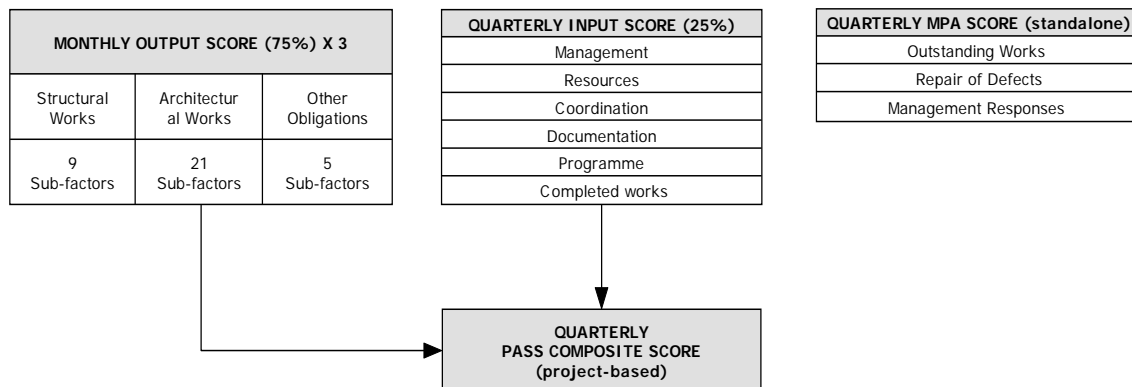 MONTHLY OUTPUT SCORE (75%) X 3
Structural
Works
Architectur
al Works
Other
Obligations
9
Sub-factors
21
Sub-factors
5
Sub-factors
QUARTERLY INPUT SCORE (25%)
Management
Resources
Coordination
Documentation
Programme
Completed works
QUARTERLY MPA SCORE (standalone)
Outstanding Works
Repair of Defects
Management Responses
QUARTERLY
PASS COMPOSITE SCORE
(project-based)